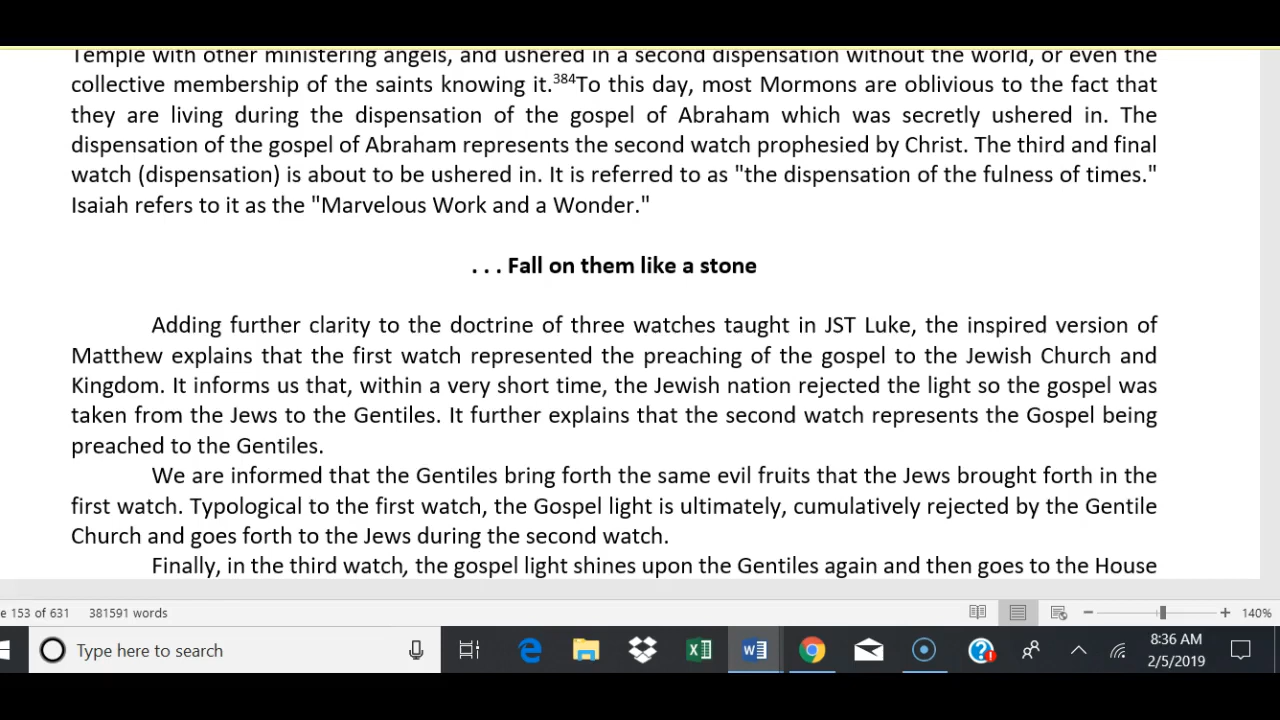 Temple with other ministering angels, and ushered in a second dispensation without the world, or even the
collective membership of the saints knowing it.384To this day, most Mormons are oblivious to the fact that
they are living during the dispensation of the gospel of Abraham which was secretly ushered in. The
dispensation of the gospel of Abraham represents the second watch prophesied by Christ. The third and final
watch (dispensation) is about to be ushered in. It is referred to as "the dispensation of the fulness of times."
Isaiah refers to it as the "Marvelous Work and a Wonder."
. . . Fall on them like a stone
Adding further clarity to the doctrine of three watches taught in JST Luke, the inspired version of
Matthew explains that the first watch represented the preaching of the gospel to the Jewish Church and
Kingdom. It informs us that, within a very short time, the Jewish nation rejected the light so the gospel was
taken from the Jews to the Gentiles. It further explains that the second watch represents the Gospel being
preached to the Gentiles.
We are informed that the Gentiles bring forth the same evil fruits that the Jews brought forth in the
first watch. Typological to the first watch, the Gospel light is ultimately, cumulatively rejected by the Gentile
Church and goes forth to the Jews during the second watch.
Finally, in the third watch, the gospel light shines upon the Gentiles again and then goes to the House
e 153 of 631 381591 words 140%
Type here to search
8:36 AM
2/5/2019